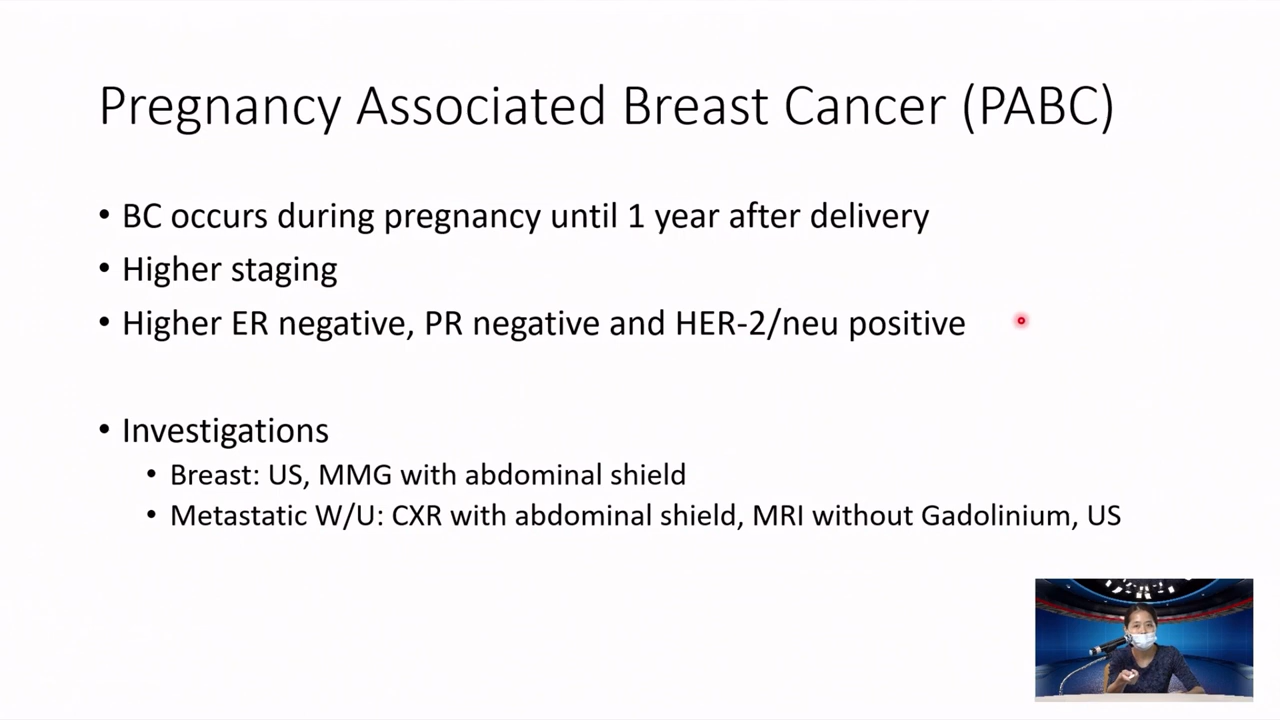 Pregnancy Associated Breast Cancer (PABC)
• BC occurs during pregnancy until 1 year after delivery
• Higher staging
• Higher ER negative, PR negative and HER-2/neu positive
• Investigations
• Breast: US, MMG with abdominal shield
• Metastatic W/U: CXR with abdominal shield, MRI without Gadolinium, US